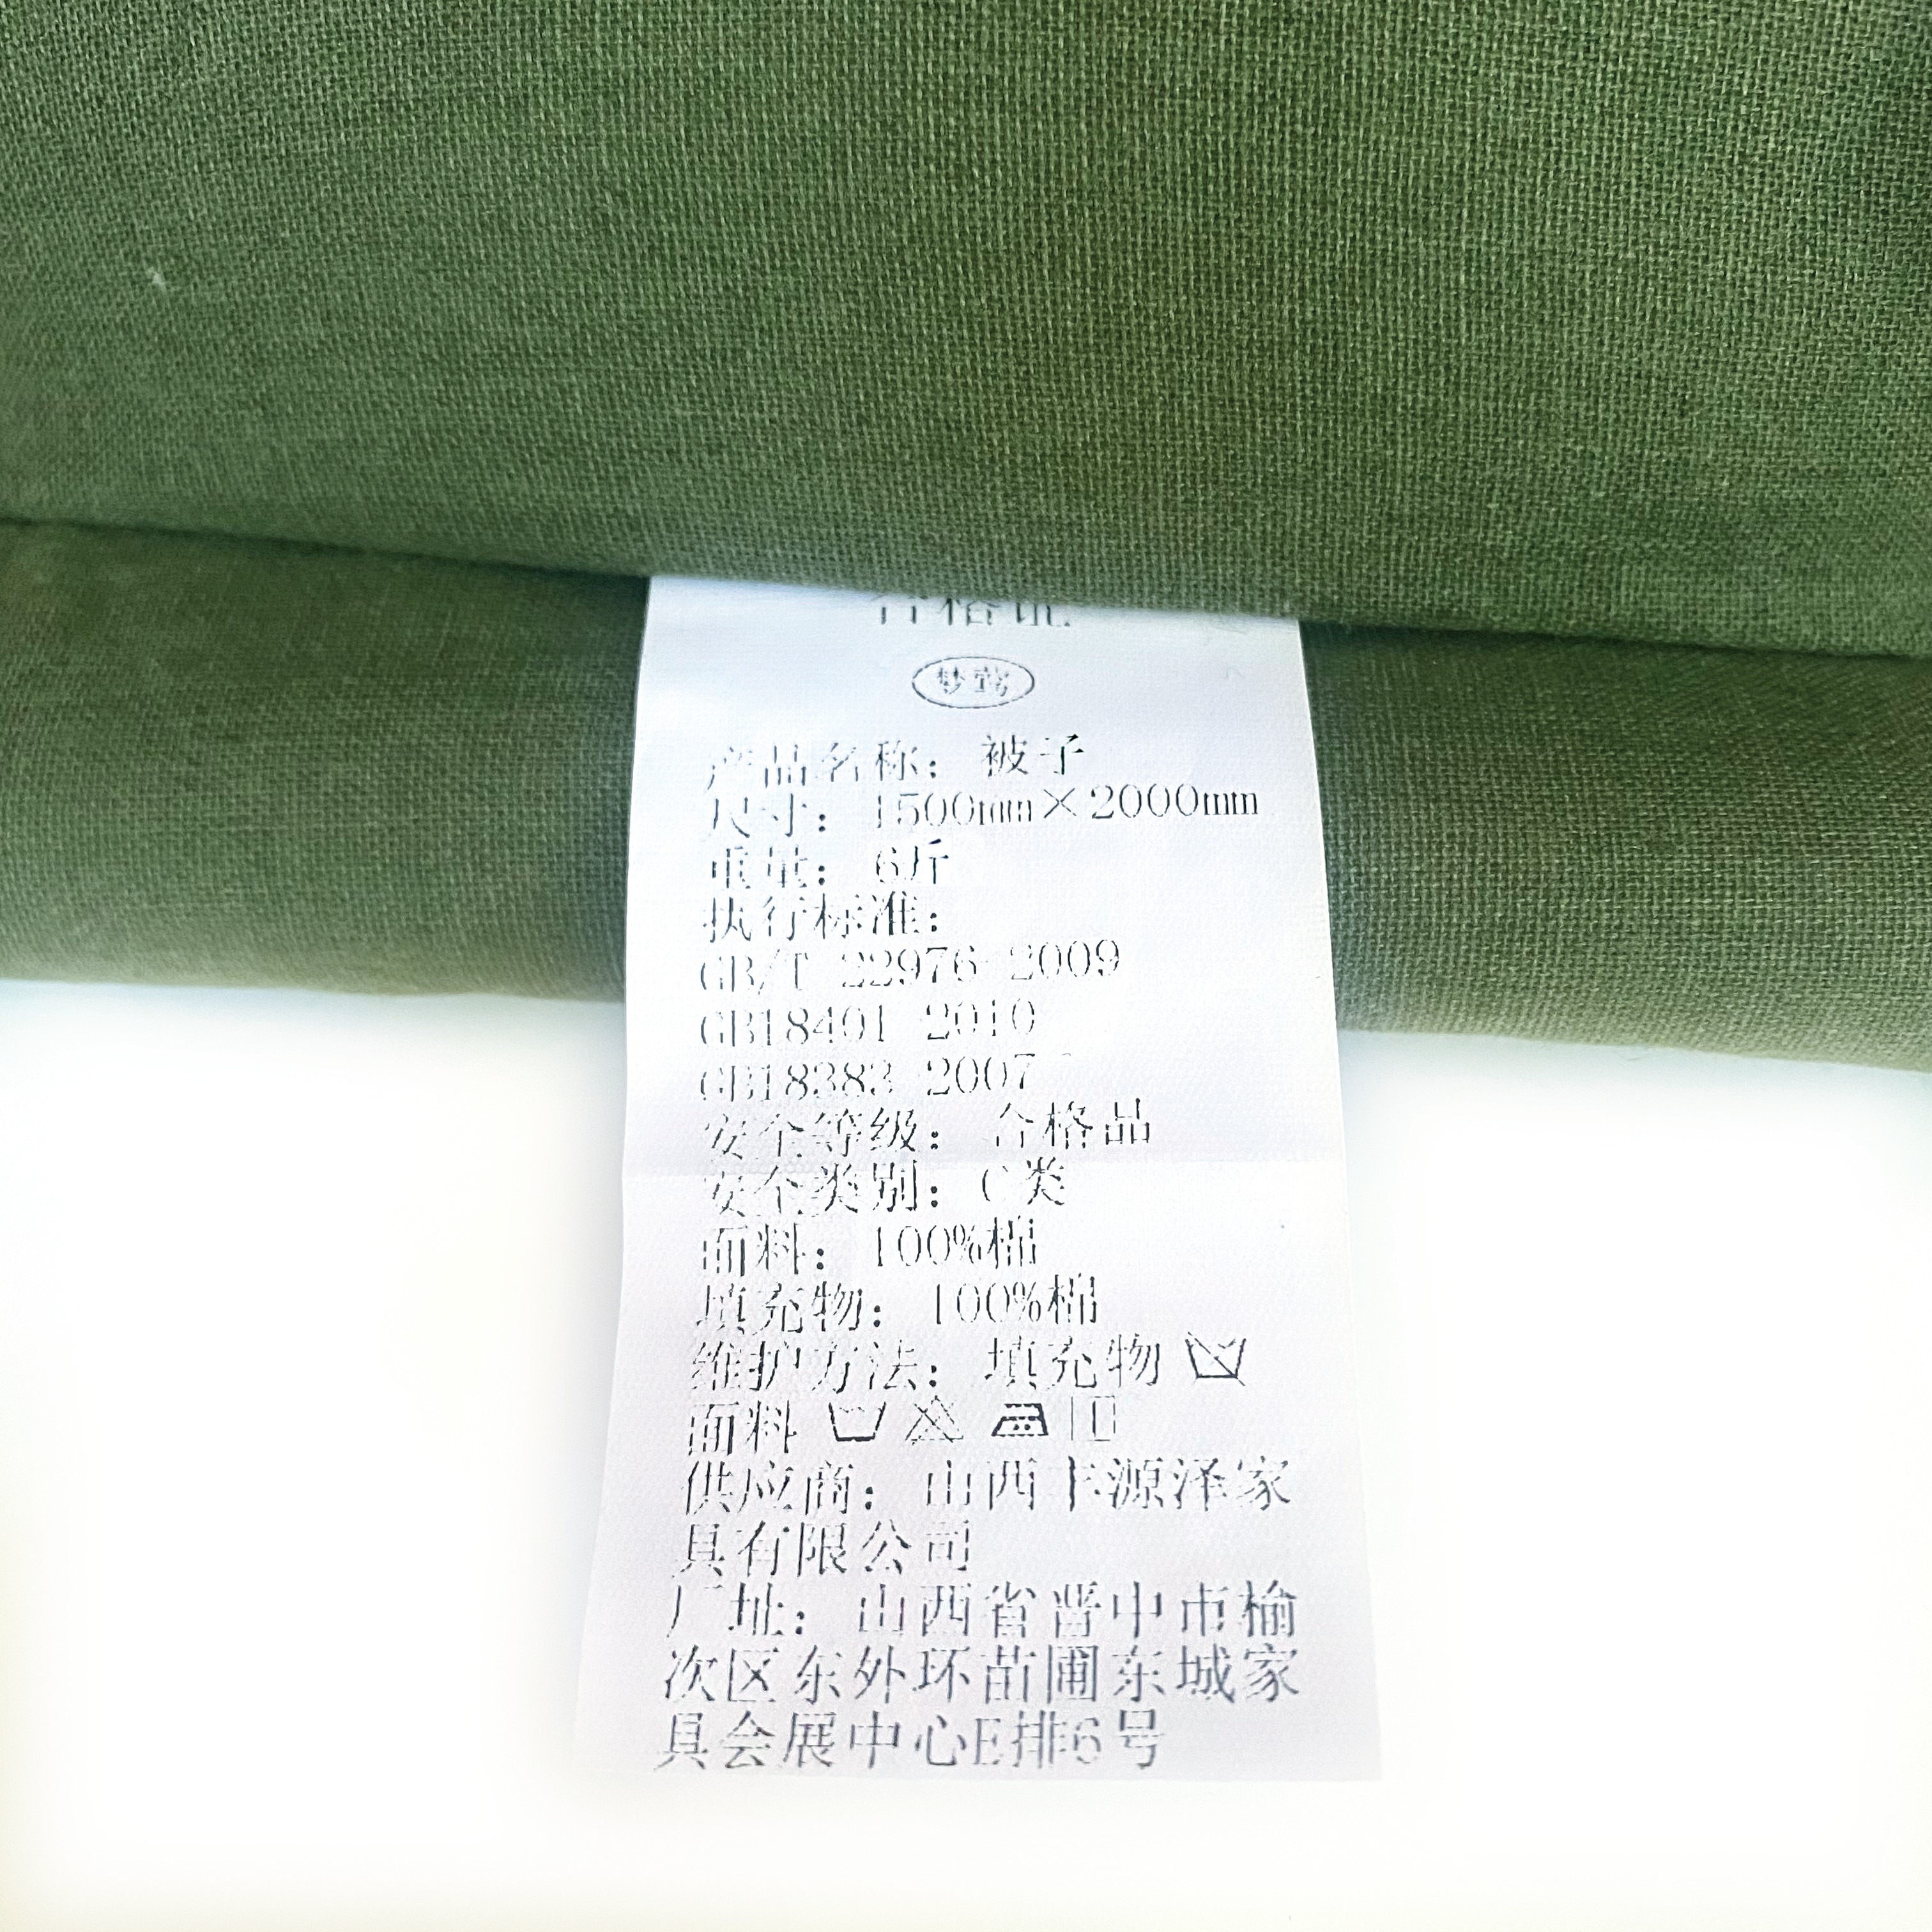 合格证
产品名称：被子
尺寸：1500mm×2000mm
重量：6斤
执行标准：
GB/T 22976-2009
GB18401-2010
GB18383-2007
安全等级：合格品
安全类别：C类
面料：100%棉
填充物：100%棉
维护方法：填充物
面料
供应商：山西丰源泽家
具有限公司
厂址：山西省晋中市榆
次区东外环苗圃东城家
具会展中心E排6号